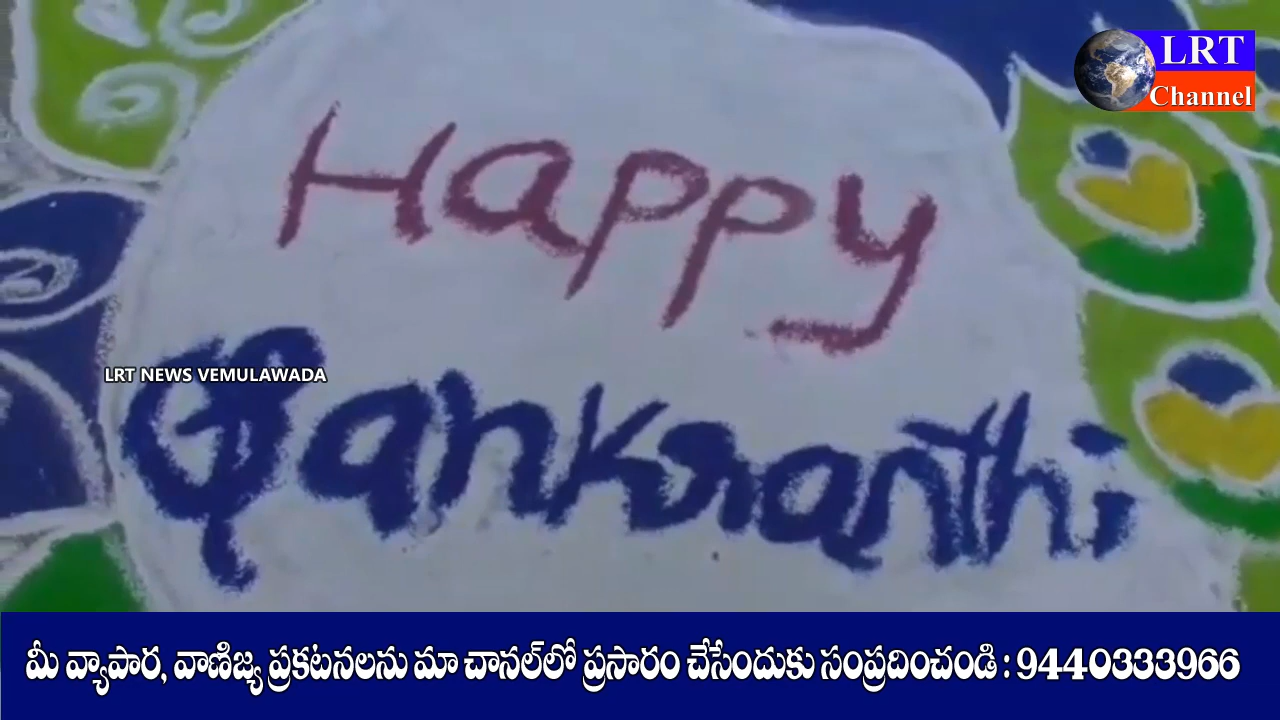 LRT
Channel
Happy
LRT NEWS VEMULAWADA
Sankranthi
మీ వ్యాపార, వాణిజ్య ప్రకటనలను మా చానల్‌లో ప్రసారం చేసేందుకు సంప్రదించండి : 9440333966